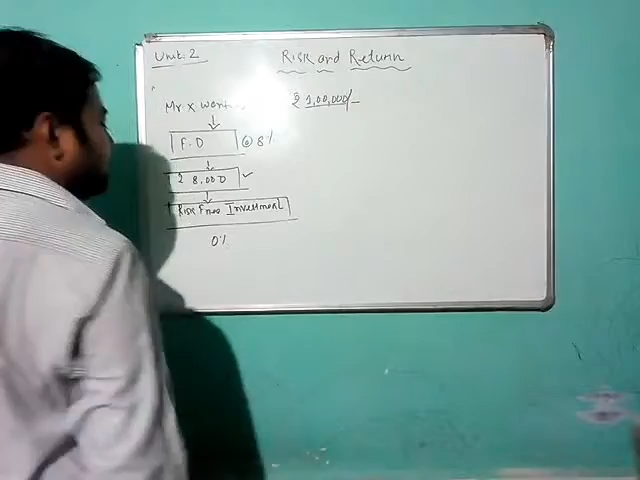 Unit: 2
Risk and Return
Mr. X want
₹ 1,00,000/-
F.D @ 8%
₹ 8,000 ✓
Risk Free Investment
0%